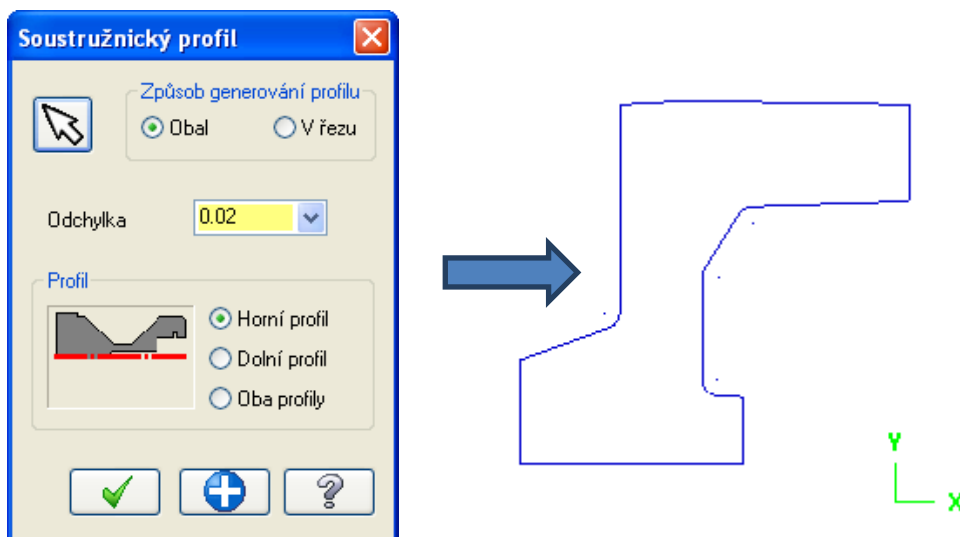 Soustružnický profil
Způsob generování profilu
Obal
V řezu
Odchylka
0.02
Profil
Horní profil
Dolní profil
Oba profily
Y
X